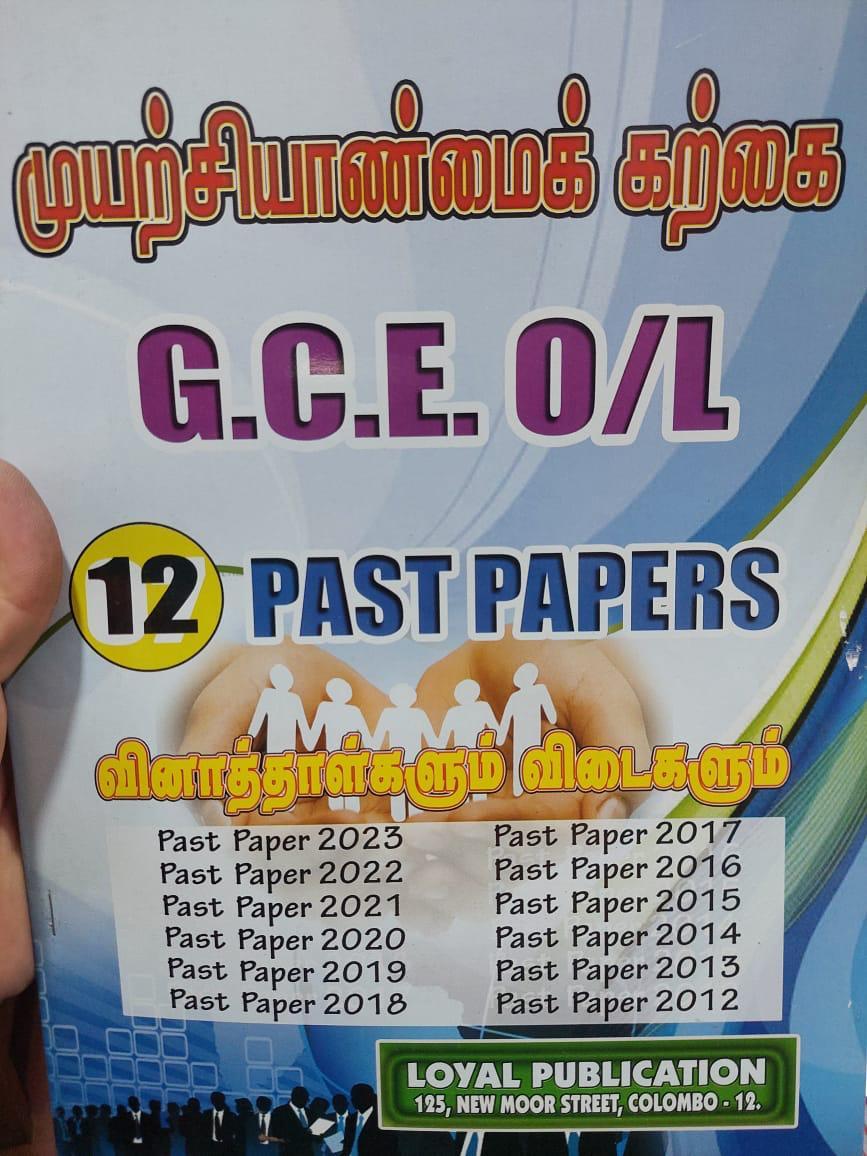 முயற்சியாண்மைக் கற்கை
G.C.E. O/L
12 PAST PAPERS
வினாத்தாள்களும் விடைகளும்
Past Paper 2023
Past Paper 2022
Past Paper 2021
Past Paper 2020
Past Paper 2019
Past Paper 2018
Past Paper 2017
Past Paper 2016
Past Paper 2015
Past Paper 2014
Past Paper 2013
Past Paper 2012
LOYAL PUBLICATION
125, NEW MOOR STREET, COLOMBO - 12.